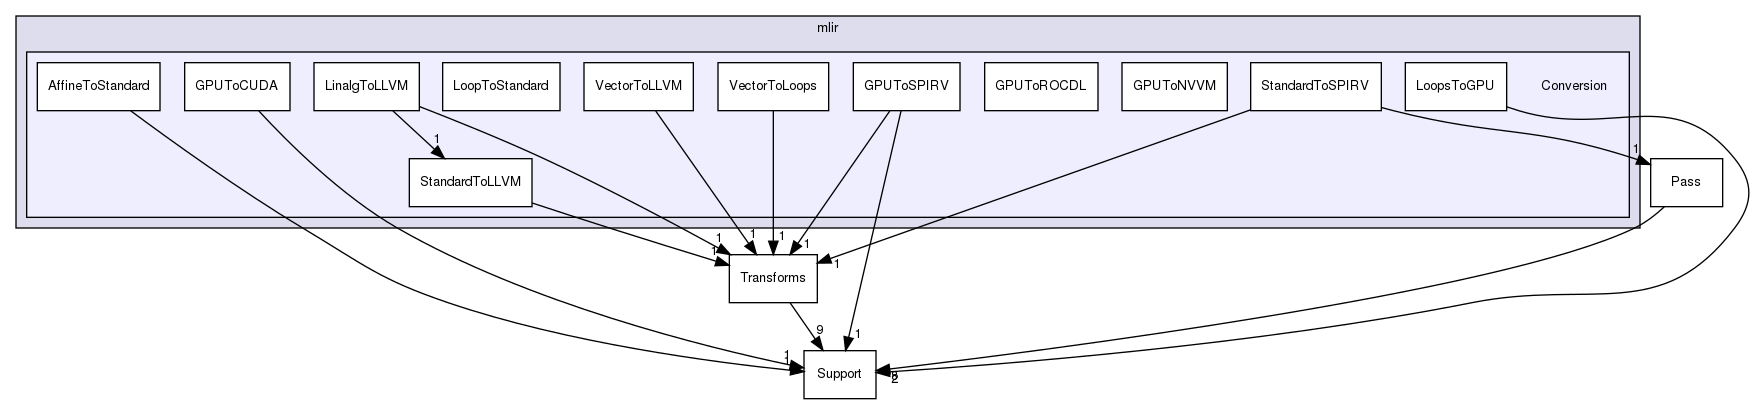 mlir
AffineToStandard
GPUToCUDA
LinalgToLLVM
LoopToStandard
VectorToLLVM
VectorToLoops
GPUToSPIRV
GPUToROCDL
GPUToNVVM
StandardToSPIRV
LoopsToGPU
Conversion
1
1
StandardToLLVM
Pass
1
1
1
1
1
1
1
Transforms
9
1
1
1
Support
2